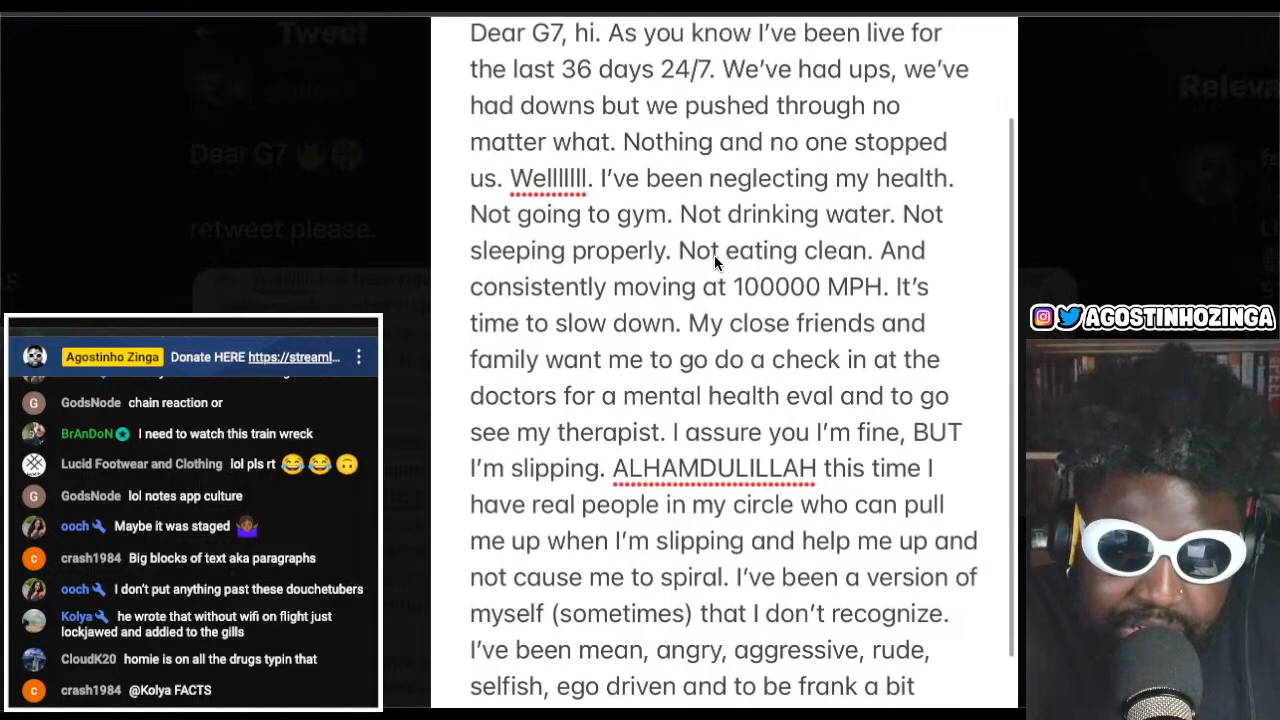 Tweet
Dear G7
retweet please.
Releva
Dear G7, hi. As you know I've been live for
the last 36 days 24/7. We've had ups, we've
had downs but we pushed through no
matter what. Nothing and no one stopped
us. Welllllll. I've been neglecting my health.
Not going to gym. Not drinking water. Not
sleeping properly. Not eating clean. And
consistently moving at 100000 MPH. It's
time to slow down. My close friends and
family want me to go do a check in at the
doctors for a mental health eval and to go
see my therapist. I assure you I'm fine, BUT
I'm slipping. ALHAMDULILLAH this time I
have real people in my circle who can pull
me up when I'm slipping and help me up and
not cause me to spiral. I've been a version of
myself (sometimes) that I don't recognize.
I've been mean, angry, aggressive, rude,
selfish, ego driven and to be frank a bit
Agostinho Zinga Donate HERE https://streaml...
GodsNode chain reaction or
BrAnDoN I need to watch this train wreck
Lucid Footwear and Clothing lol pls rt 😂😂🙃
GodsNode lol notes app culture
ooch Maybe it was staged 🤷🏾‍♀️
crash1984 Big blocks of text aka paragraphs
ooch I don't put anything past these douchetubers
Kolya he wrote that without wifi on flight just
lockjawed and addied to the gills
CloudK20 homie is on all the drugs typin that
crash1984 @Kolya FACTS
AGOSTINHOZINGA